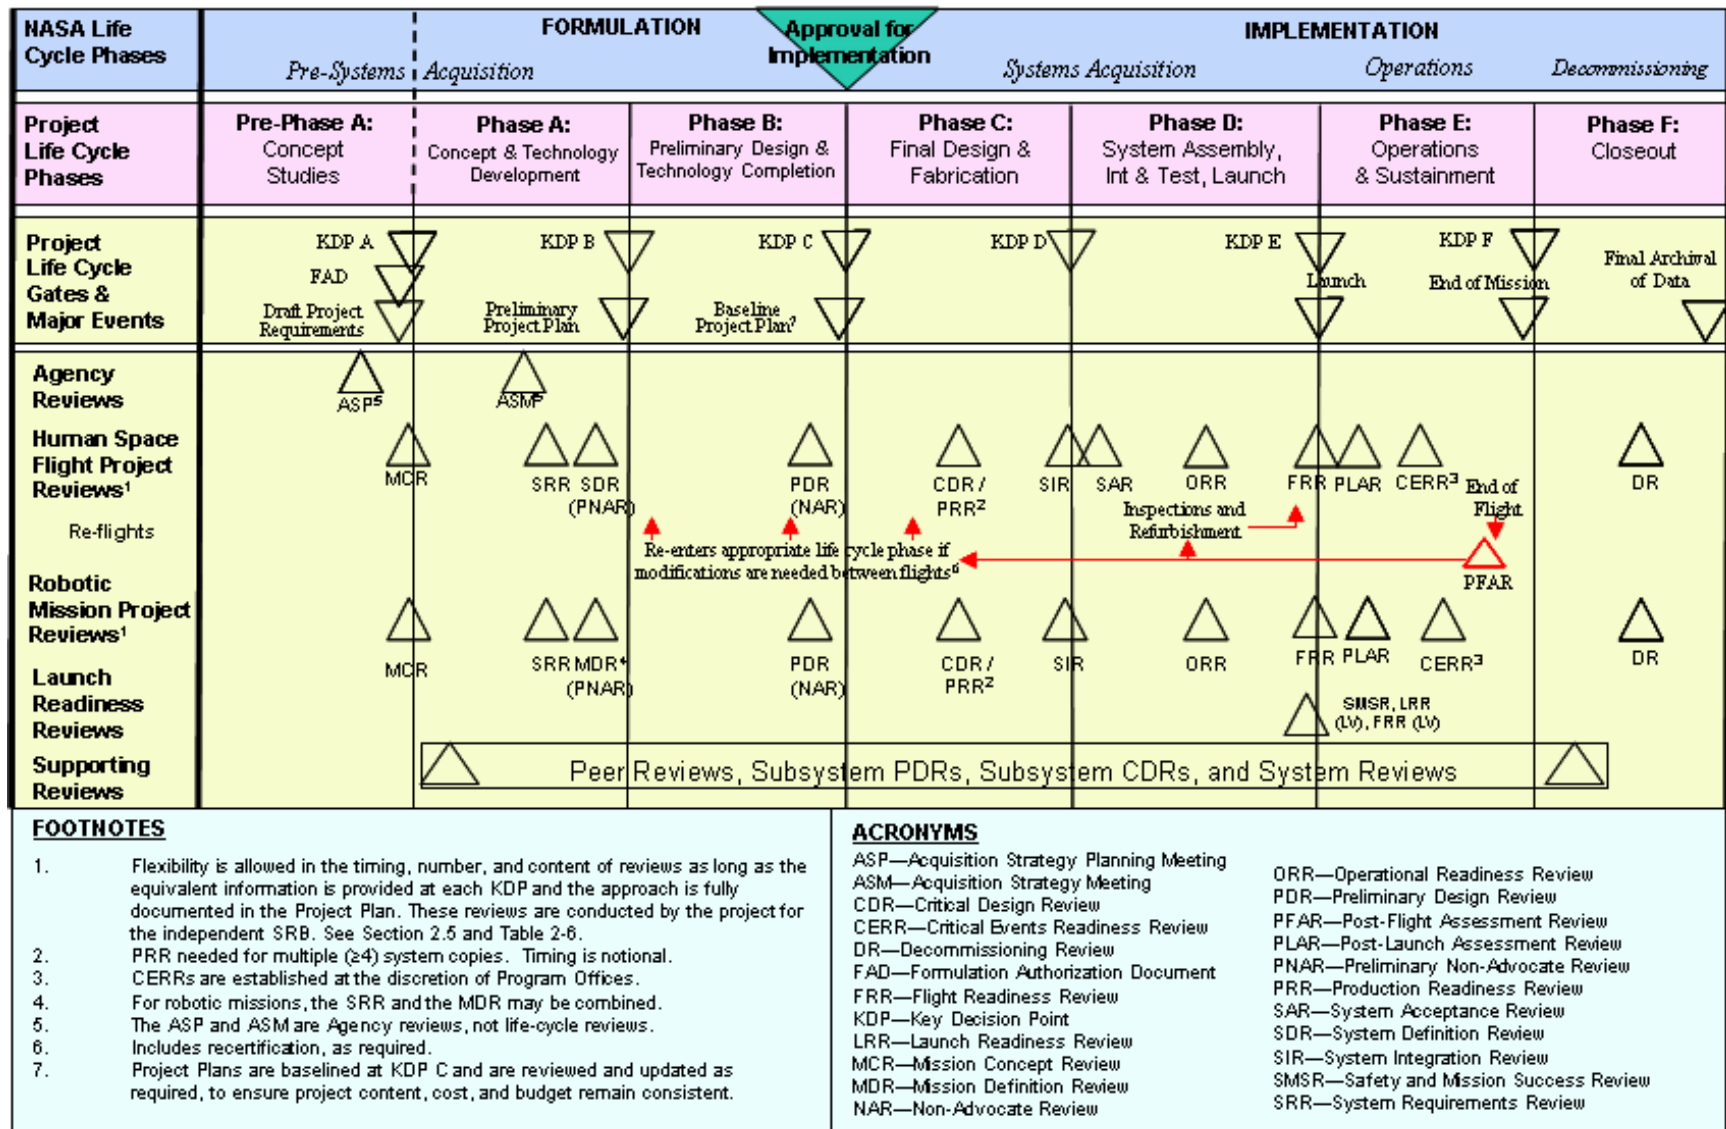 NASA Life
Cycle Phases
FORMULATION
Approval for
Implementation
IMPLEMENTATION
Pre-Systems Acquisition
Systems Acquisition
Operations
Decommissioning
Project
Life Cycle
Phases
Pre-Phase A:
Concept
Studies
Phase A:
Concept & Technology
Development
Phase B:
Preliminary Design &
Technology Completion
Phase C:
Final Design &
Fabrication
Phase D:
System Assembly,
Int & Test, Launch
Phase E:
Operations
& Sustainment
Phase F:
Closeout
Project
Life Cycle
Gates &
Major Events
KDP A
FAD
Draft Project
Requirements
KDP B
Preliminary
Project Plan
KDP C
Baseline
Project Plan⁷
KDP D
KDP E
Launch
KDP F
End of Mission
Final Archival
of Data
Agency
Reviews
ASP⁵
ASM⁵
Human Space
Flight Project
Reviews¹
MCR
SRR
SDR
(PNAR)
PDR
(NAR)
CDR /
PRR²
SIR
SAR
ORR
FRR
PLAR
CERR³
DR
Re-flights
Re-enters appropriate life cycle phase if
modifications are needed between flights⁶
Inspections and
Refurbishment
End of
Flight
PFAR
Robotic
Mission Project
Reviews¹
MCR
SRR
MDR⁴
(PNAR)
PDR
(NAR)
CDR /
PRR²
SIR
ORR
FRR
PLAR
CERR³
DR
Launch
Readiness
Reviews
SMSR, LRR
(LV), FRR (LV)
Supporting
Reviews
Peer Reviews, Subsystem PDRs, Subsystem CDRs, and System Reviews
FOOTNOTES
1. Flexibility is allowed in the timing, number, and content of reviews as long as the
equivalent information is provided at each KDP and the approach is fully
documented in the Project Plan. These reviews are conducted by the project for
the independent SRB. See Section 2.5 and Table 2-6.
2. PRR needed for multiple (≥4) system copies. Timing is notional.
3. CERRs are established at the discretion of Program Offices.
4. For robotic missions, the SRR and the MDR may be combined.
5. The ASP and ASM are Agency reviews, not life-cycle reviews.
6. Includes recertification, as required.
7. Project Plans are baselined at KDP C and are reviewed and updated as
required, to ensure project content, cost, and budget remain consistent.
ACRONYMS
ASP—Acquisition Strategy Planning Meeting
ASM—Acquisition Strategy Meeting
CDR—Critical Design Review
CERR—Critical Events Readiness Review
DR—Decommissioning Review
FAD—Formulation Authorization Document
FRR—Flight Readiness Review
KDP—Key Decision Point
LRR—Launch Readiness Review
MCR—Mission Concept Review
MDR—Mission Definition Review
NAR—Non-Advocate Review
ORR—Operational Readiness Review
PDR—Preliminary Design Review
PFAR—Post-Flight Assessment Review
PLAR—Post-Launch Assessment Review
PNAR—Preliminary Non-Advocate Review
PRR—Production Readiness Review
SAR—System Acceptance Review
SDR—System Definition Review
SIR—System Integration Review
SMSR—Safety and Mission Success Review
SRR—System Requirements Review